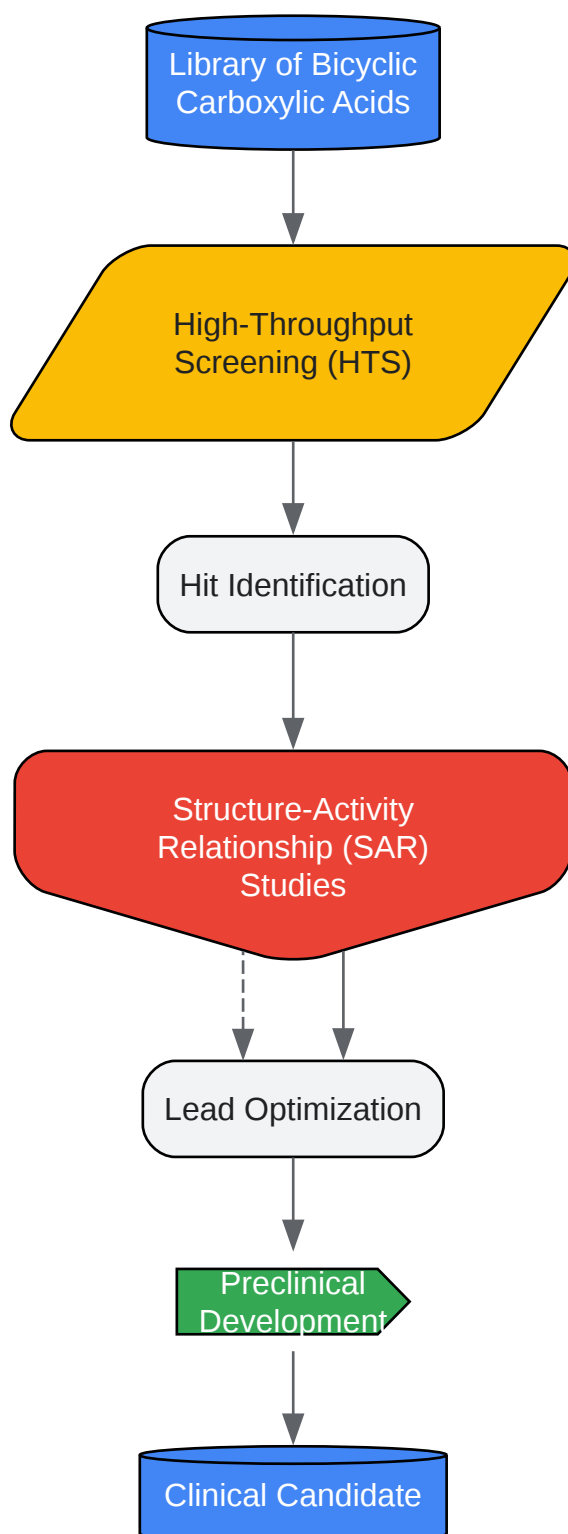 Library of Bicyclic
Carboxylic Acids
High-Throughput
Screening (HTS)
Hit Identification
Structure-Activity
Relationship (SAR)
Studies
Lead Optimization
Preclinical
Development
Clinical Candidate